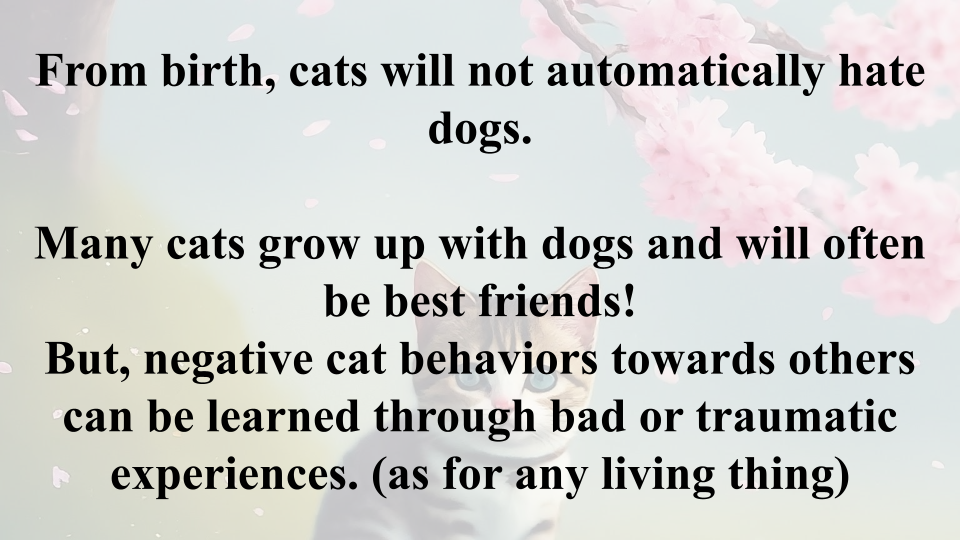 From birth, cats will not automatically hate
dogs.
Many cats grow up with dogs and will often
be best friends!
But, negative cat behaviors towards others
can be learned through bad or traumatic
experiences. (as for any living thing)